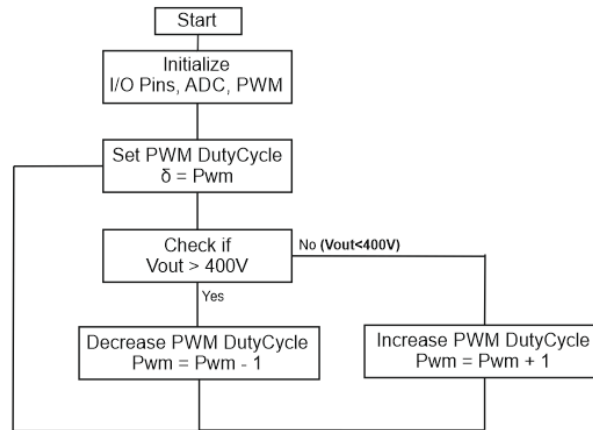 Start
Initialize
I/O Pins, ADC, PWM
Set PWM DutyCycle
δ = Pwm
Check if
Vout > 400V
No (Vout<400V)
Yes
Decrease PWM DutyCycle
Pwm = Pwm - 1
Increase PWM DutyCycle
Pwm = Pwm + 1